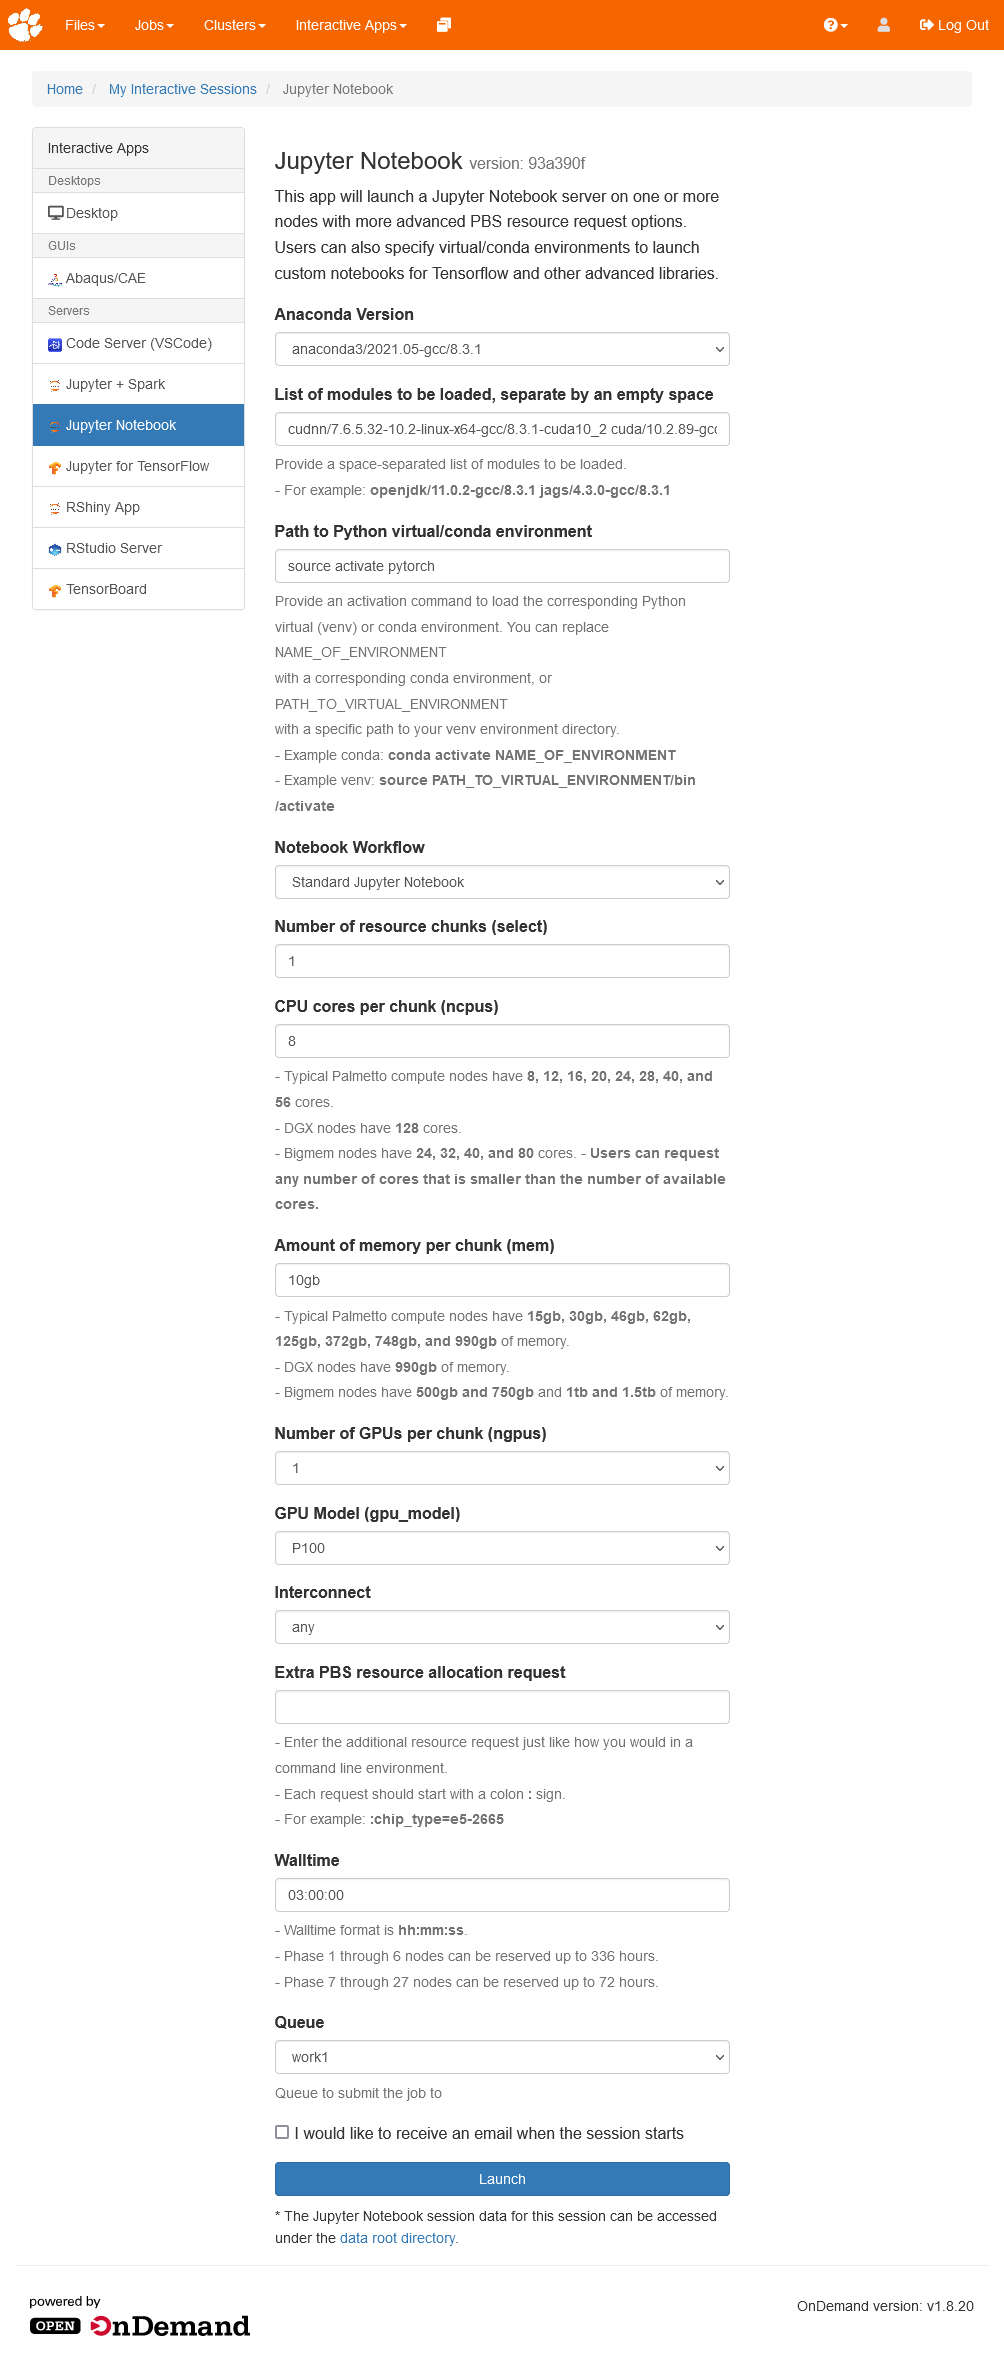 Files Jobs Clusters Interactive Apps Log Out
Home / My Interactive Sessions / Jupyter Notebook
Interactive Apps
Desktops
Desktop
GUIs
Abaqus/CAE
Servers
Code Server (VSCode)
Jupyter + Spark
Jupyter Notebook
Jupyter for TensorFlow
RShiny App
RStudio Server
TensorBoard
Jupyter Notebook version: 93a390f
This app will launch a Jupyter Notebook server on one or more
nodes with more advanced PBS resource request options.
Users can also specify virtual/conda environments to launch
custom notebooks for Tensorflow and other advanced libraries.
Anaconda Version
anaconda3/2021.05-gcc/8.3.1
List of modules to be loaded, separate by an empty space
cudnn/7.6.5.32-10.2-linux-x64-gcc/8.3.1-cuda10_2 cuda/10.2.89-gcc
Provide a space-separated list of modules to be loaded.
- For example: openjdk/11.0.2-gcc/8.3.1 jags/4.3.0-gcc/8.3.1
Path to Python virtual/conda environment
source activate pytorch
Provide an activation command to load the corresponding Python
virtual (venv) or conda environment. You can replace
NAME_OF_ENVIRONMENT
with a corresponding conda environment, or
PATH_TO_VIRTUAL_ENVIRONMENT
with a specific path to your venv environment directory.
- Example conda: conda activate NAME_OF_ENVIRONMENT
- Example venv: source PATH_TO_VIRTUAL_ENVIRONMENT/bin
/activate
Notebook Workflow
Standard Jupyter Notebook
Number of resource chunks (select)
1
CPU cores per chunk (ncpus)
8
- Typical Palmetto compute nodes have 8, 12, 16, 20, 24, 28, 40, and
56 cores.
- DGX nodes have 128 cores.
- Bigmem nodes have 24, 32, 40, and 80 cores. - Users can request
any number of cores that is smaller than the number of available
cores.
Amount of memory per chunk (mem)
10gb
- Typical Palmetto compute nodes have 15gb, 30gb, 46gb, 62gb,
125gb, 372gb, 748gb, and 990gb of memory.
- DGX nodes have 990gb of memory.
- Bigmem nodes have 500gb and 750gb and 1tb and 1.5tb of memory.
Number of GPUs per chunk (ngpus)
1
GPU Model (gpu_model)
P100
Interconnect
any
Extra PBS resource allocation request
- Enter the additional resource request just like how you would in a
command line environment.
- Each request should start with a colon : sign.
- For example: :chip_type=e5-2665
Walltime
03:00:00
- Walltime format is hh:mm:ss.
- Phase 1 through 6 nodes can be reserved up to 336 hours.
- Phase 7 through 27 nodes can be reserved up to 72 hours.
Queue
work1
Queue to submit the job to
I would like to receive an email when the session starts
Launch
* The Jupyter Notebook session data for this session can be accessed
under the data root directory.
powered by
OPEN OnDemand
OnDemand version: v1.8.20